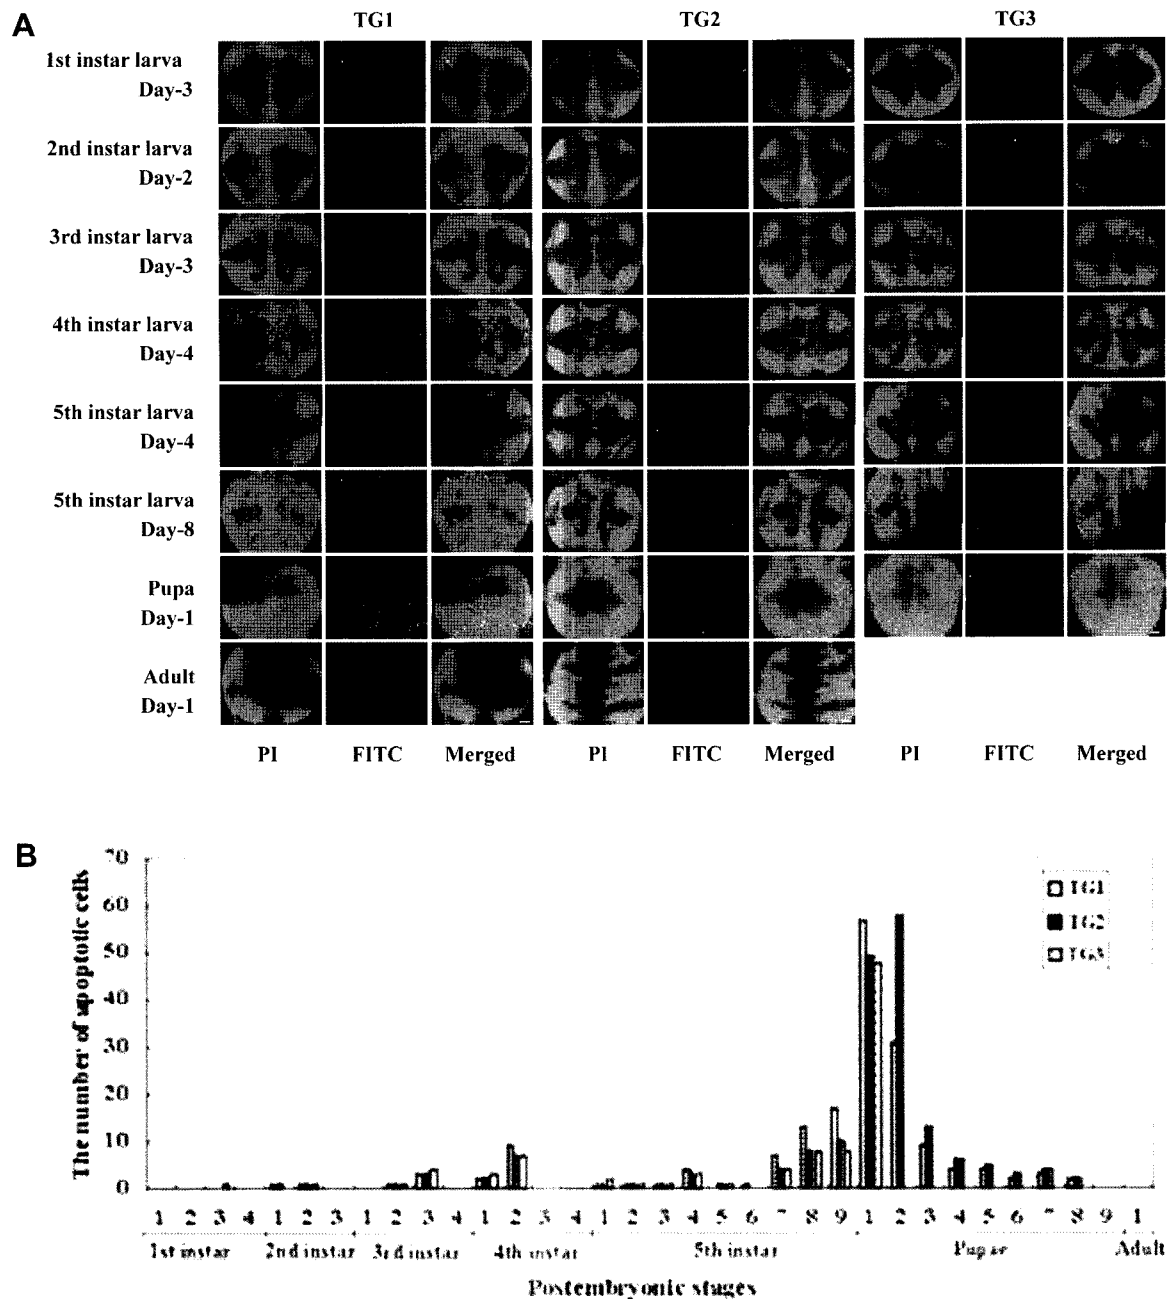 A
TG1 TG2 TG3
1st instar larva
Day-3
2nd instar larva
Day-2
3rd instar larva
Day-3
4th instar larva
Day-4
5th instar larva
Day-4
5th instar larva
Day-8
Pupa
Day-1
Adult
Day-1
PI FITC Merged PI FITC Merged PI FITC Merged
B
The number of apoptotic cells
70
60
50
40
30
20
10
0
TG1
TG2
TG3
1 2 3 4 1 2 3 1 2 3 4 1 2 3 4 1 2 3 4 5 6 7 8 9 1 2 3 4 5 6 7 8 9 1
1st instar 2nd instar 3rd instar 4th instar 5th instar Pupae Adult
Postembryonic stages